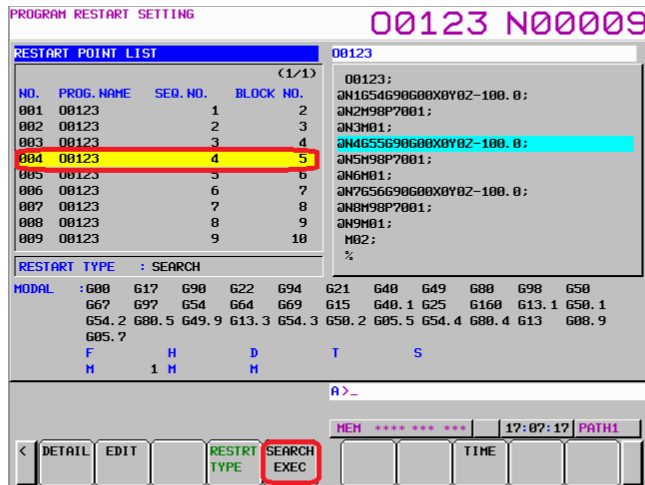 PROGRAM RESTART SETTING
O0123 N00009
RESTART POINT LIST
(1/1)
NO. PROG.NAME SEQ.NO. BLOCK NO.
001 O0123 1 2
002 O0123 2 3
003 O0123 3 4
004 O0123 4 5
005 O0123 5 6
006 O0123 6 7
007 O0123 7 8
008 O0123 8 9
009 O0123 9 10
RESTART TYPE : SEARCH
O0123
O0123;
@N1G54G90G00X0Y0Z-100.0;
@N2M98P7001;
@N3M01;
@N4G55G90G00X0Y0Z-100.0;
@N5M98P7001;
@N6M01;
@N7G56G90G00X0Y0Z-100.0;
@N8M98P7001;
@N9M01;
M02;
%
MODAL :G00 G17 G90 G22 G94 G21 G40 G49 G80 G98 G50
G67 G97 G54 G64 G69 G15 G40.1 G25 G160 G13.1 G50.1
G54.2 G80.5 G49.9 G13.3 G54.3 G50.2 G05.5 G54.4 G80.4 G13 G08.9
G05.7
F H D T S
M 1 M M
A>_
MEM **** *** *** 17:07:17 PATH1
< DETAIL EDIT RESTRT TYPE SEARCH EXEC TIME